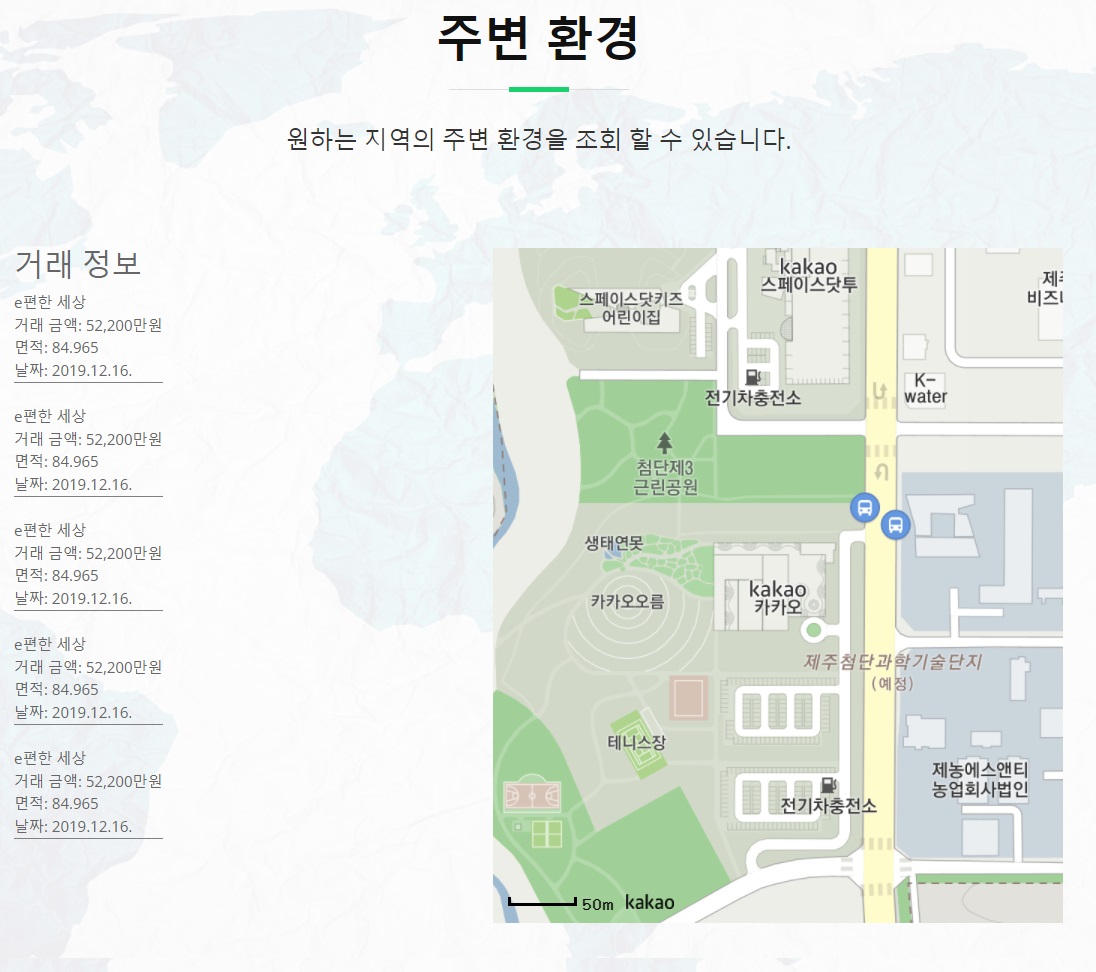 주변 환경
원하는 지역의 주변 환경을 조회 할 수 있습니다.
거래 정보
e편한 세상
거래 금액: 52,200만원
면적: 84.965
날짜: 2019.12.16.
e편한 세상
거래 금액: 52,200만원
면적: 84.965
날짜: 2019.12.16.
e편한 세상
거래 금액: 52,200만원
면적: 84.965
날짜: 2019.12.16.
e편한 세상
거래 금액: 52,200만원
면적: 84.965
날짜: 2019.12.16.
e편한 세상
거래 금액: 52,200만원
면적: 84.965
날짜: 2019.12.16.
kakao
스페이스닷투
스페이스닷키즈
어린이집
제주
비즈니
전기차충전소
K-
water
첨단제3
근린공원
생태연못
카카오오름
kakao
카카오
제주첨단과학기술단지
(예정)
테니스장
제농에스앤티
농업회사법인
전기차충전소
50m kakao